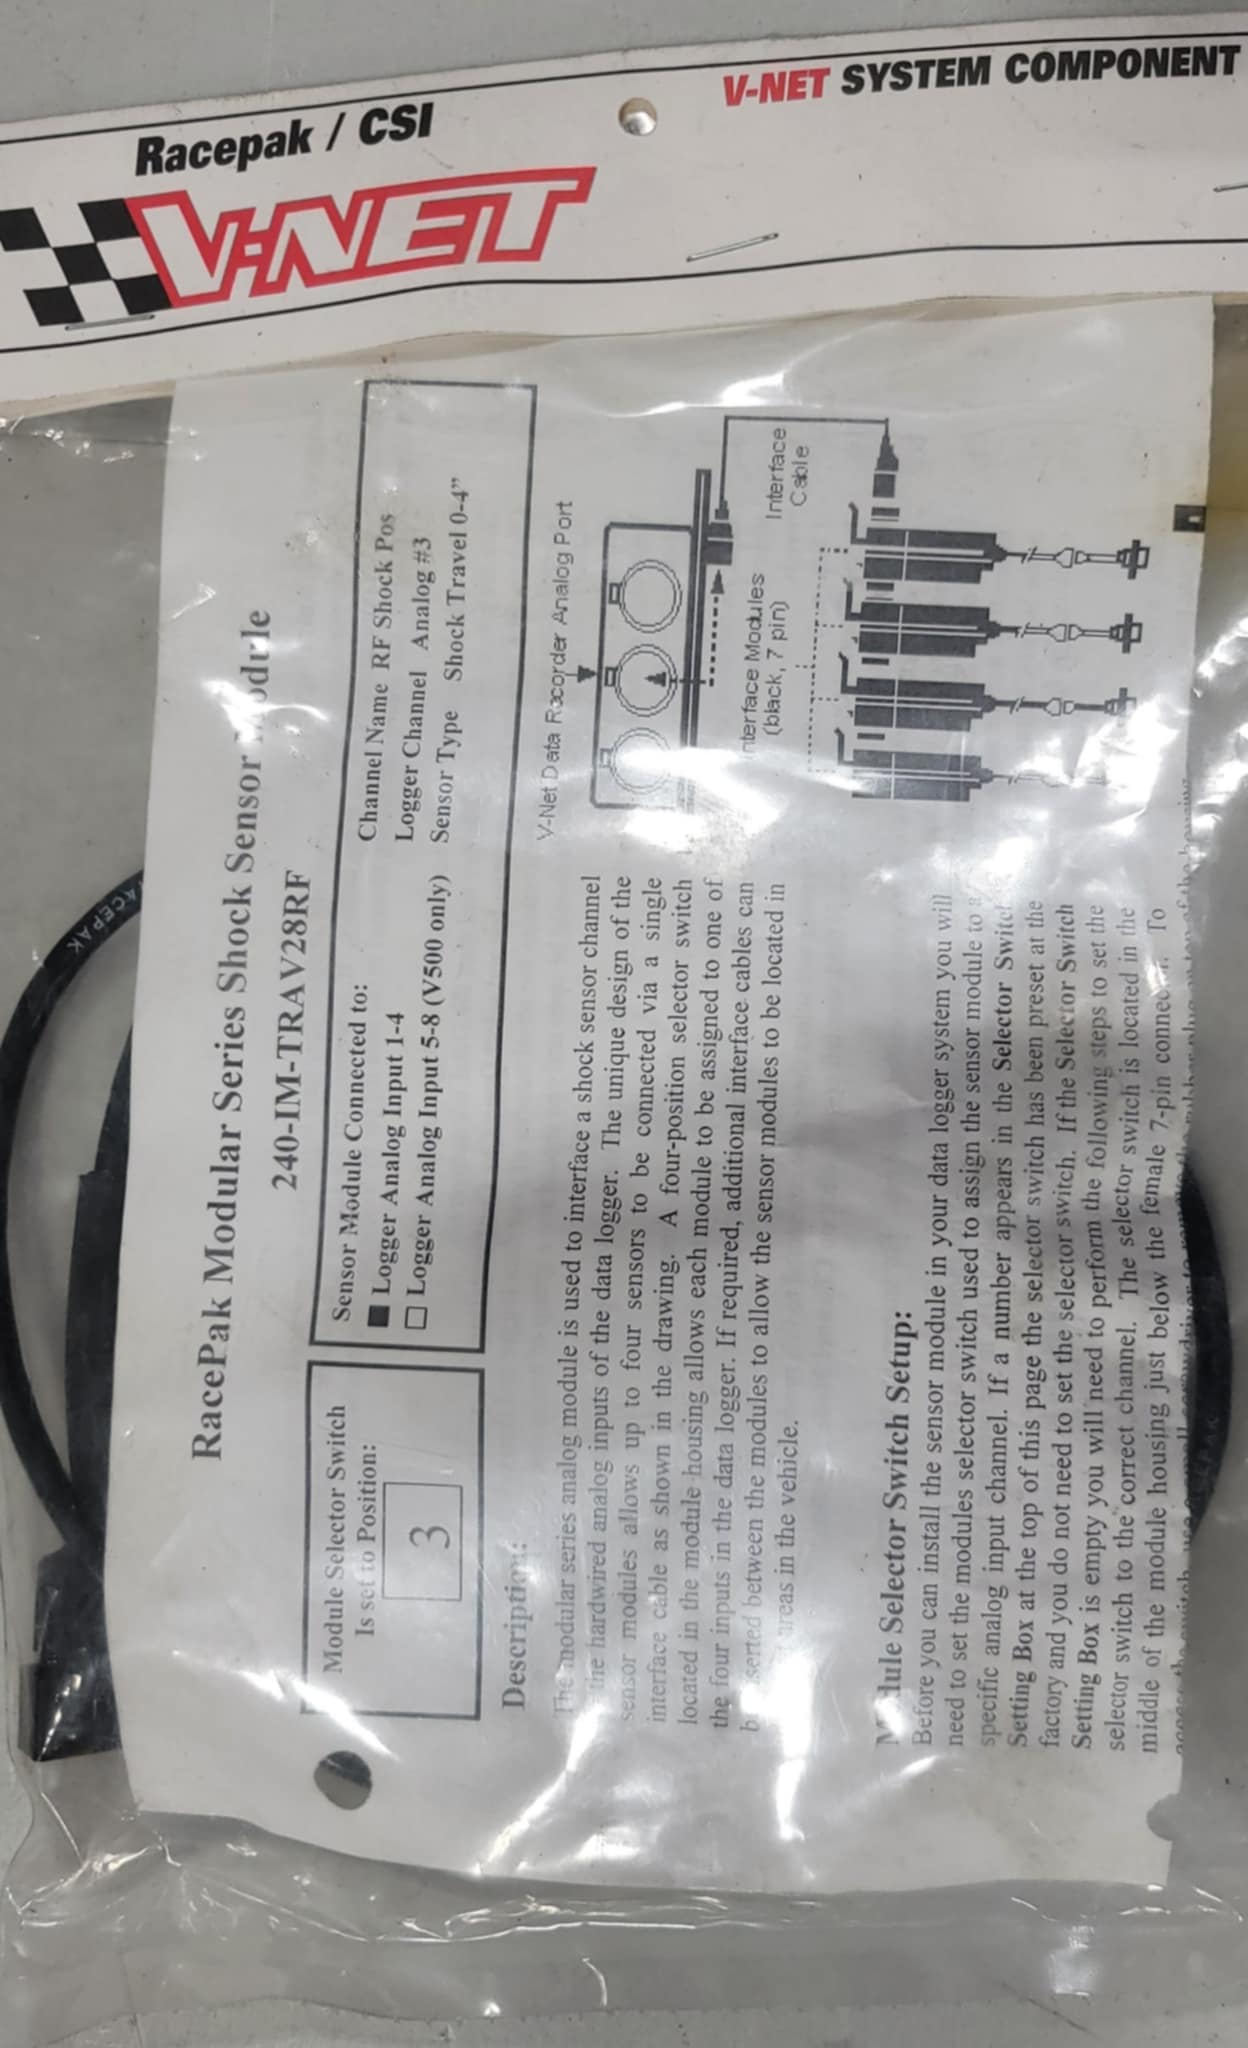 Racepak / CSI
V-NET
V-NET SYSTEM COMPONENT
RacePak Modular Series Shock Sensor Module
240-IM-TRAV28RF
Module Selector Switch
Is set to Position:
3
Sensor Module Connected to:
■ Logger Analog Input 1-4
□ Logger Analog Input 5-8 (V500 only)
Channel Name RF Shock Pos
Logger Channel Analog #3
Sensor Type Shock Travel 0-4”
Description:
The modular series analog module is used to interface a shock sensor channel
the hardwired analog inputs of the data logger. The unique design of the
sensor modules allows up to four sensors to be connected via a single
interface cable as shown in the drawing. A four-position selector switch
located in the module housing allows each module to be assigned to one of
the four inputs in the data logger. If required, additional interface cables can
between the modules to allow the sensor modules to be located in
areas in the vehicle.
V-Net Data Recorder Analog Port
Interface Modules
(black, 7 pin)
Interface
Cable
Module Selector Switch Setup:
Before you can install the sensor module in your data logger system you will
need to set the modules selector switch used to assign the sensor module to a
specific analog input channel. If a number appears in the Selector Switch
Setting Box at the top of this page the selector switch has been preset at the
factory and you do not need to set the selector switch. If the Selector Switch
Setting Box is empty you will need to perform the following steps to set the
selector switch to the correct channel. The selector switch is located in the
middle of the module housing just below the female 7-pin connector. To
RACEPAK